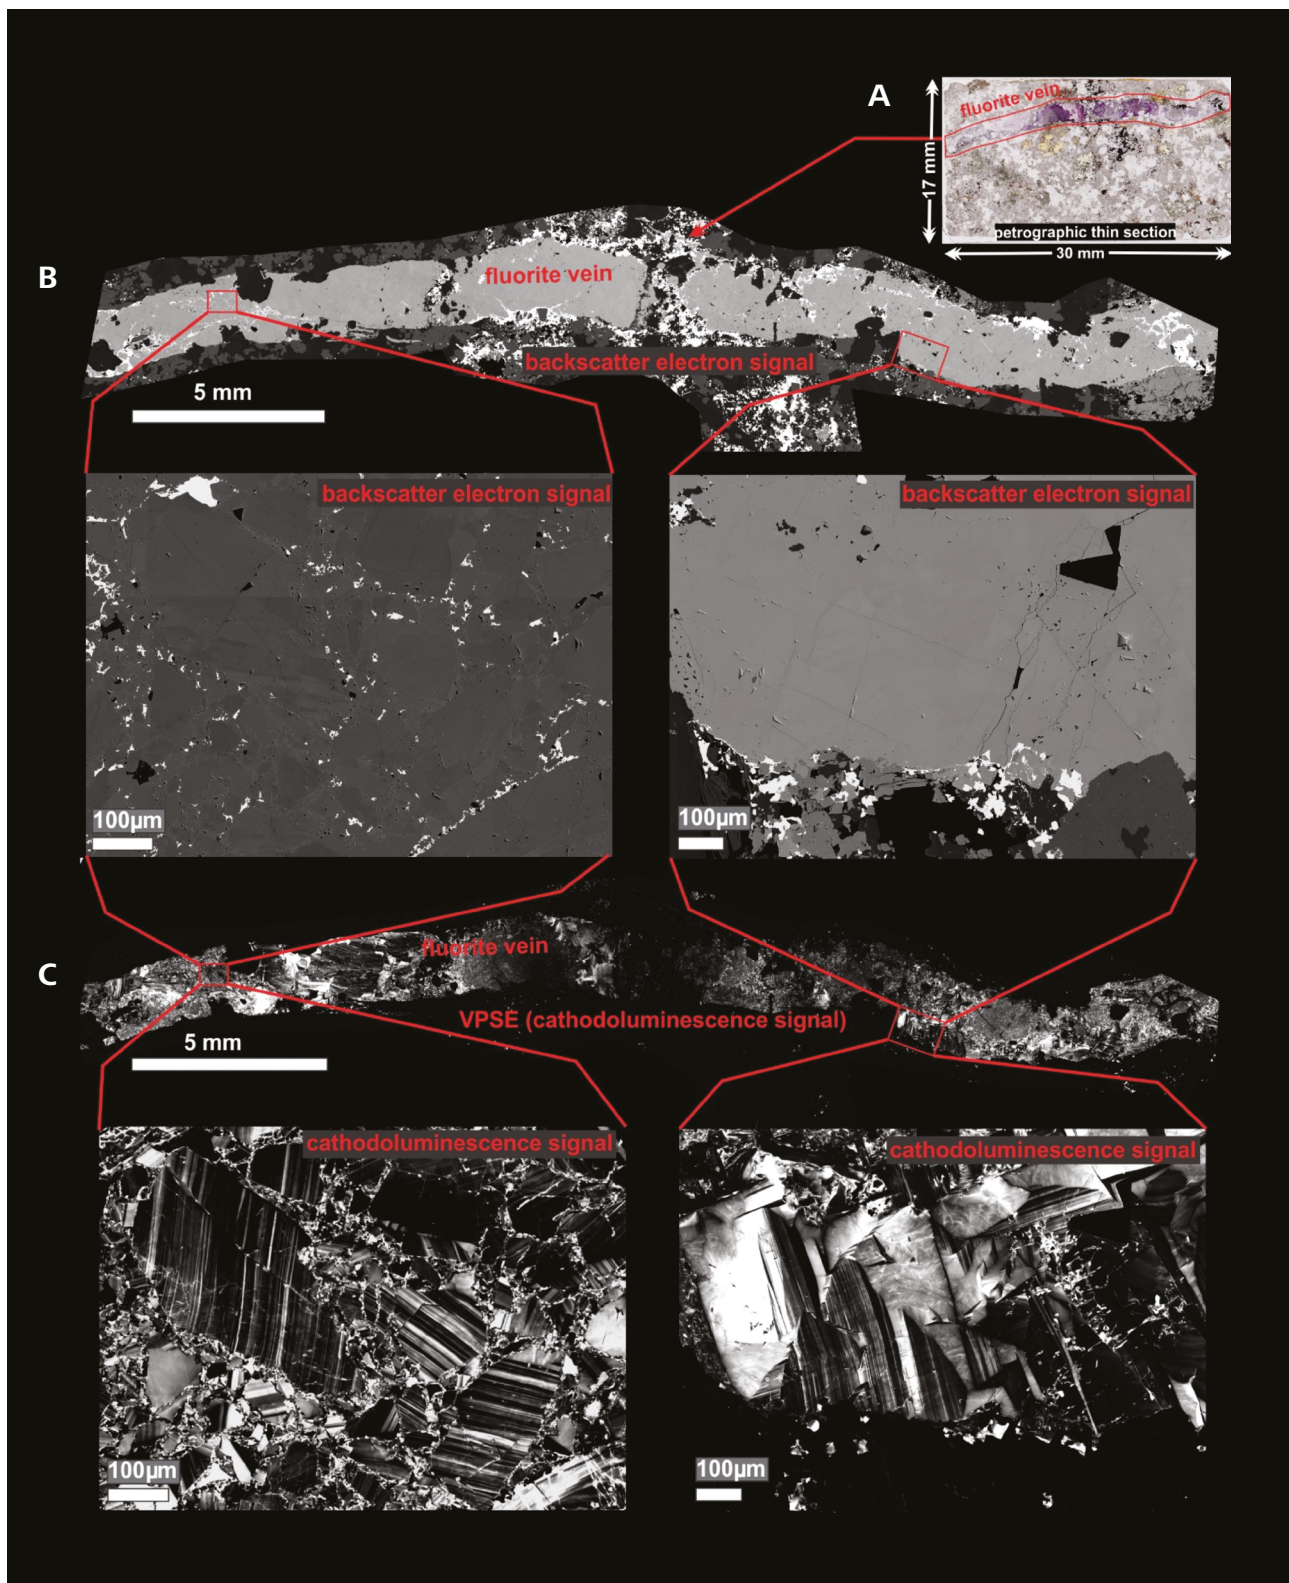 A
fluorite vein
17 mm
petrographic thin section
30 mm
B
fluorite vein
backscatter electron signal
5 mm
backscatter electron signal
backscatter electron signal
100µm
100µm
C
fluorite vein
VPSE (cathodoluminescence signal)
5 mm
cathodoluminescence signal
cathodoluminescence signal
100µm
100µm